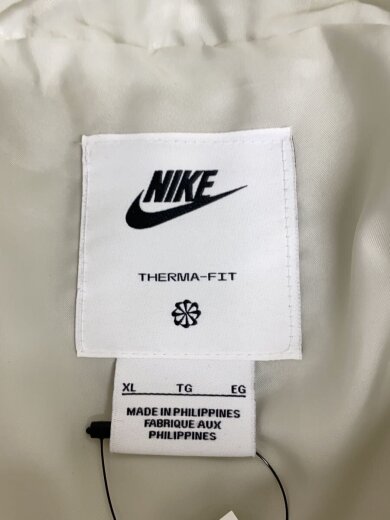 NIKE
THERMA-FIT
XL TG EG
MADE IN PHILIPPINES
FABRIQUE AUX
PHILIPPINES